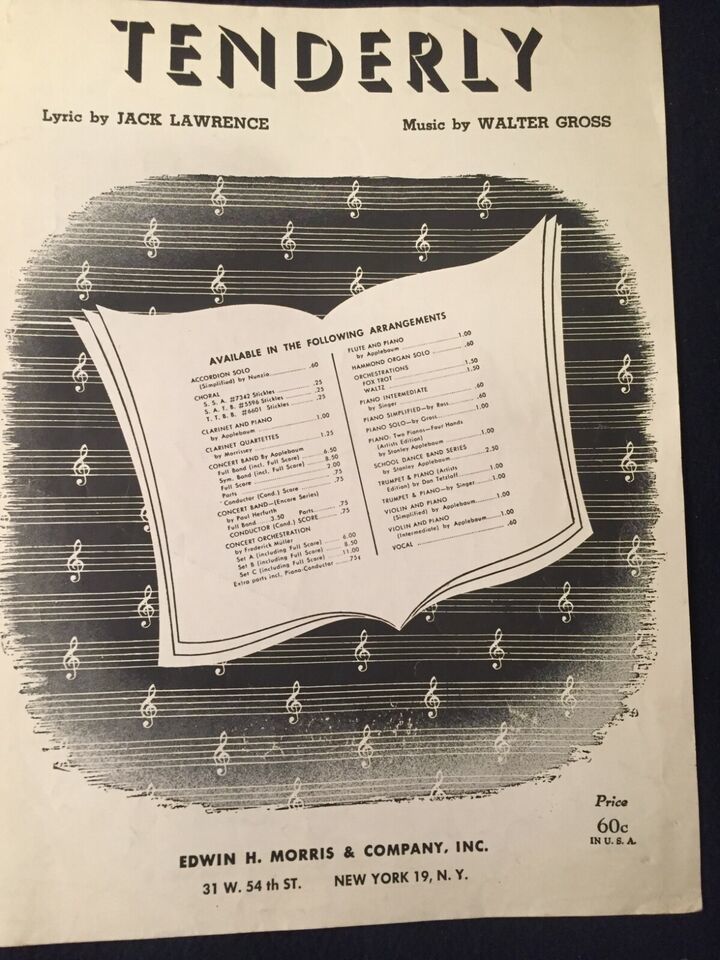 TENDERLY
Lyric by JACK LAWRENCE
Music by WALTER GROSS
AVAILABLE IN THE FOLLOWING ARRANGEMENTS
ACCORDION SOLO
(Simplified) by Nunzio .60
CHORAL
S. S. A. #7342 Stickles .25
S. A. T. B. #5596 Stickles .25
T. T. B. B. #6601 Stickles .25
CLARINET AND PIANO
by Applebaum 1.00
CLARINET QUARTETTES
by Morrissey 1.25
CONCERT BAND By Applebaum
Full Band (incl. Full Score) 6.50
Sym. Band (incl. Full Score) 8.50
Full Score 2.00
Parts .75
Conductor (Cond.) Score .75
CONCERT BAND—(Encore Series)
by Paul Herfurth
Full Band 3.50 Parts .75
CONDUCTOR (Cond.) SCORE .75
CONCERT ORCHESTRATION
by Frederick Müller
Set A (including Full Score) 6.00
Set B (including Full Score) 8.50
Set C (including Full Score) 11.00
Extra parts incl. Piano-Conductor .75¢
FLUTE AND PIANO
by Applebaum 1.00
HAMMOND ORGAN SOLO .60
ORCHESTRATIONS
FOX TROT 1.50
WALTZ 1.50
PIANO INTERMEDIATE
by Singer .60
PIANO SIMPLIFIED—by Ross .60
PIANO SOLO—by Gross 1.00
PIANO: Two Pianos—Four Hands
(Artists Edition)
by Stanley Applebaum 1.00
SCHOOL DANCE BAND SERIES
by Stanley Applebaum 2.50
TRUMPET & PIANO (Artists
Edition) by Dan Tetzlaff 1.00
TRUMPET & PIANO—by Singer 1.00
VIOLIN AND PIANO
(Simplified) by Applebaum 1.00
VIOLIN AND PIANO
(Intermediate) by Applebaum 1.00
VOCAL .60
Price
60c
IN U. S. A.
EDWIN H. MORRIS & COMPANY, INC.
31 W. 54 th ST. NEW YORK 19, N. Y.